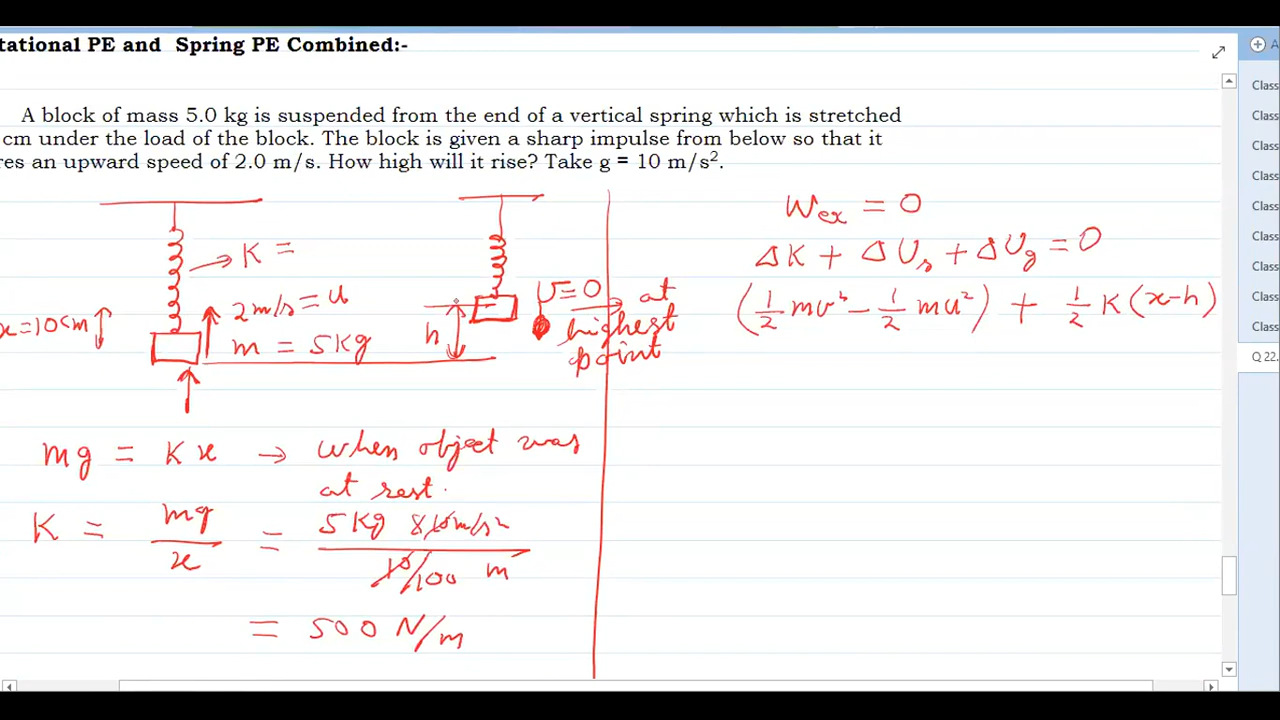 tational PE and Spring PE Combined:-
A block of mass 5.0 kg is suspended from the end of a vertical spring which is stretched
cm under the load of the block. The block is given a sharp impulse from below so that it
res an upward speed of 2.0 m/s. How high will it rise? Take g = 10 m/s².
→ K =
x = 10cm
2m/s = u
m = 5Kg
h
v=0 → at
highest
point
mg = Kx → when object was
at rest.
K = mg/x = 5Kg × 10m/s² / 10/100 m
= 500 N/m
Wex = 0
ΔK + ΔUs + ΔUg = 0
(½mv² − ½mu²) + ½K(x-h)
A
Class
Class
Class
Class
Class
Class
Class
Class
Class
Q 22.
Class